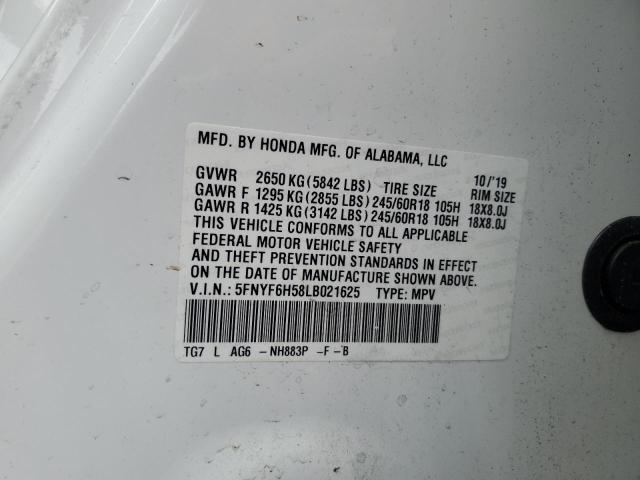 MFD. BY HONDA MFG. OF ALABAMA, LLC
GVWR 2650 KG (5842 LBS) TIRE SIZE 10/'19 RIM SIZE
GAWR F 1295 KG (2855 LBS) 245/60R18 105H 18X8.0J
GAWR R 1425 KG (3142 LBS) 245/60R18 105H 18X8.0J
THIS VEHICLE CONFORMS TO ALL APPLICABLE
FEDERAL MOTOR VEHICLE SAFETY
AND THEFT PREVENTION STANDARDS IN EFFECT
ON THE DATE OF MANUFACTURE SHOWN ABOVE.
V.I.N.: 5FNYF6H58LB021625 TYPE: MPV
TG7 L AG6 -NH883P -F-B